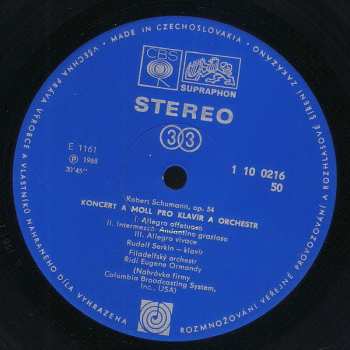 • MADE IN CZECHOSLOVAKIA •
VŠECHNA PRÁVA VÝROBCE A VLASTNÍKU NAHRANÉHO DÍLA VYHRAZENA
ZAKÁZÁNO ŠÍŘENÍ PROVOZOVÁNÍ A ROZHLASOVÉ
ROZMNOŽOVÁNÍ VEŘEJNÉ
CBS
SUPRAPHON
STEREO
33
E 1161
Ⓟ 1968
30'45"
1 10 0216
50
Robert Schumann, op. 54
KONCERT A MOLL PRO KLAVÍR A ORCHESTR
I. Allegro affetuoso
II. Intermezzo: Andantino grazioso
III. Allegro vivace
Rudolf Serkin – klavír
Filadelfský orchestr
Řídí Eugene Ormandy
(Nahrávka firmy
Columbia Broadcasting System,
Inc., USA)